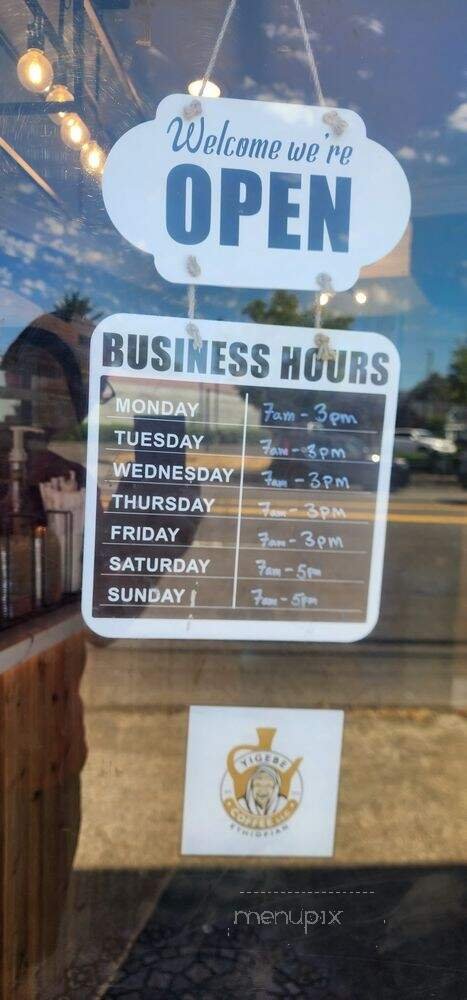 Welcome we're
OPEN
BUSINESS HOURS
MONDAY 7am - 3pm
TUESDAY 7am - 3pm
WEDNESDAY 7am - 3pm
THURSDAY 7am - 3pm
FRIDAY 7am - 3pm
SATURDAY 7am - 5pm
SUNDAY 7am - 5pm
YIGEBE
COFFEE
ETHIOPIAN
menupix